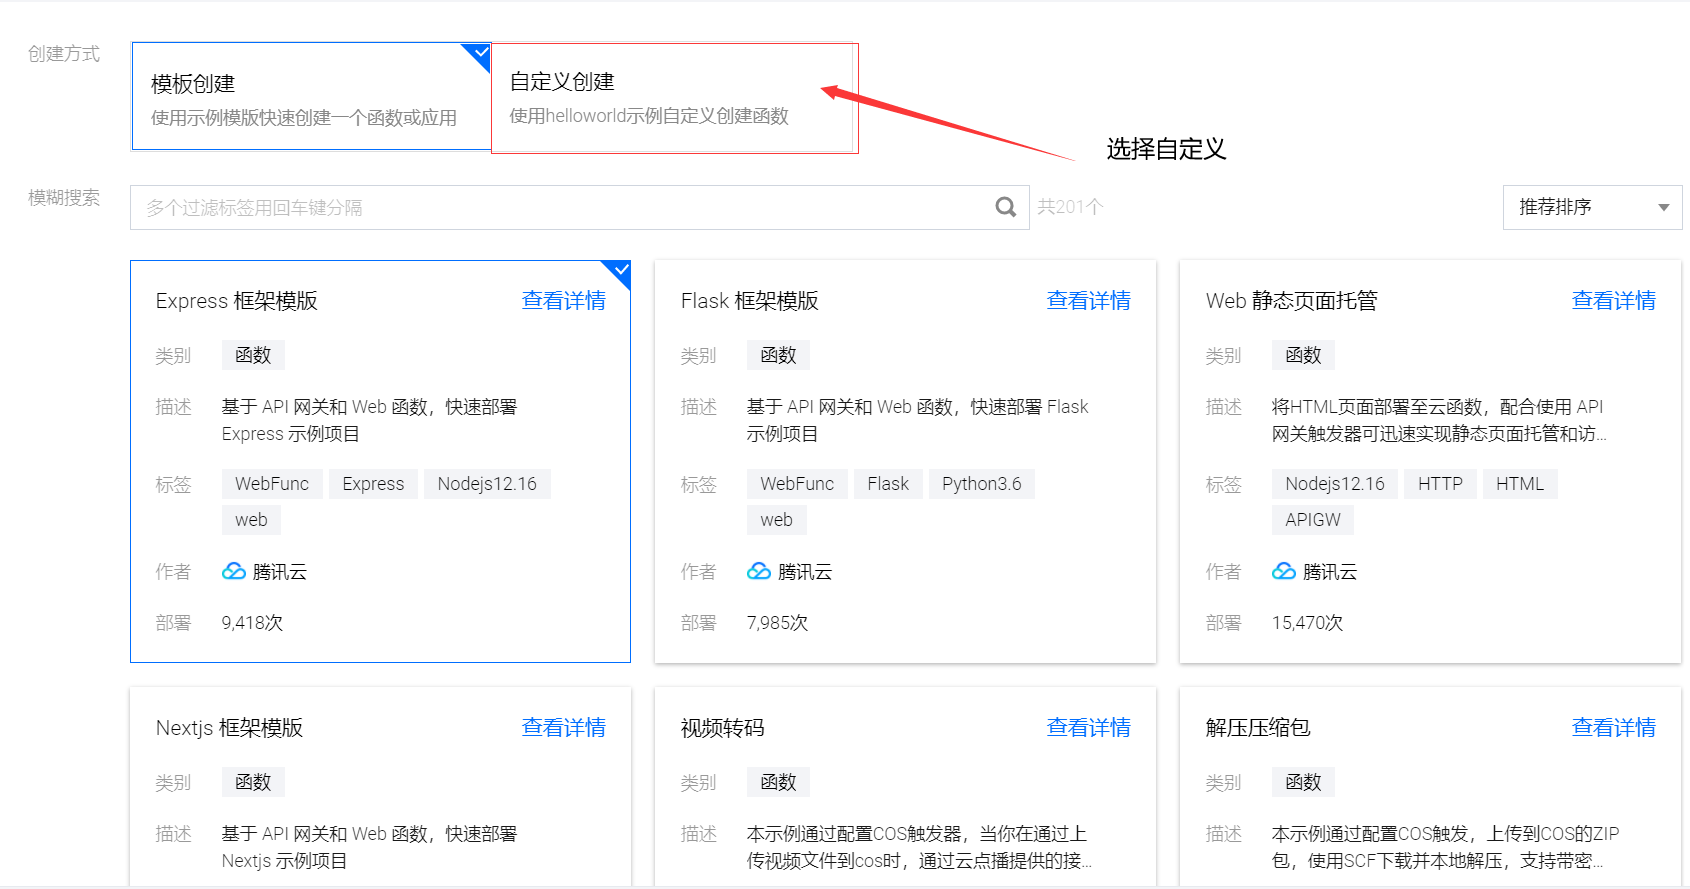 创建方式
模板创建
使用示例模版快速创建一个函数或应用
自定义创建
使用helloworld示例自定义创建函数
选择自定义
模糊搜索
多个过滤标签用回车键分隔
共201个
推荐排序
Express 框架模版
查看详情
类别
函数
描述
基于 API 网关和 Web 函数，快速部署
Express 示例项目
标签
WebFunc
Express
Nodejs12.16
web
作者
腾讯云
部署
9,418次
Flask 框架模版
查看详情
类别
函数
描述
基于 API 网关和 Web 函数，快速部署 Flask
示例项目
标签
WebFunc
Flask
Python3.6
web
作者
腾讯云
部署
7,985次
Web 静态页面托管
查看详情
类别
函数
描述
将HTML页面部署至云函数，配合使用 API
网关触发器可迅速实现静态页面托管和访...
标签
Nodejs12.16
HTTP
HTML
APIGW
作者
腾讯云
部署
15,470次
Nextjs 框架模版
查看详情
类别
函数
描述
基于 API 网关和 Web 函数，快速部署
Nextjs 示例项目
视频转码
查看详情
类别
函数
描述
本示例通过配置COS触发器，当你在通过上
传视频文件到cos时，通过云点播提供的接...
解压压缩包
查看详情
类别
函数
描述
本示例通过配置COS触发，上传到COS的ZIP
包，使用SCF下载并本地解压，支持带密...